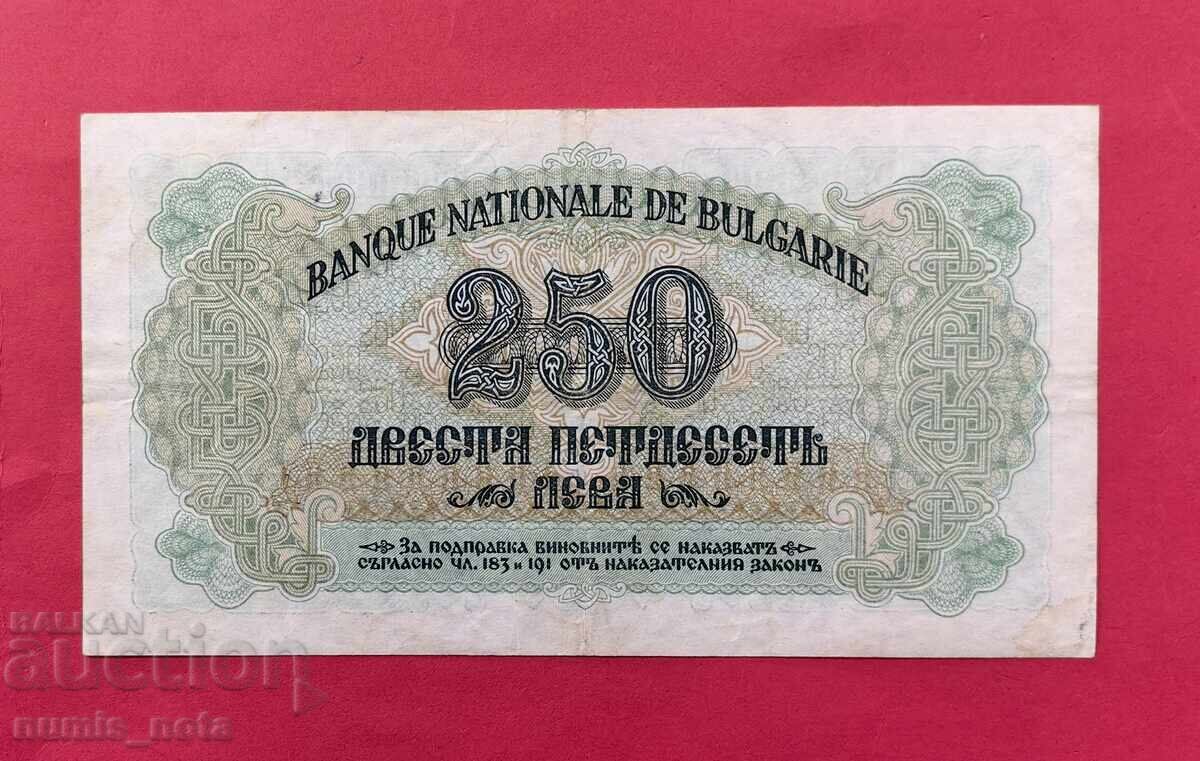 BANQUE NATIONALE DE BULGARIE
250
ДВЕСТА ПЕТДЕСЕТЬ
ЛЕВА
ЗА ПОДПРАВКА ВИНОВНИТѢ СЕ НАКАЗВАТЪ
СЪГЛАСНО ЧЛ. 183 И 191 ОТЪ НАКАЗАТЕЛНИЯ ЗАКОНЪ
BALKAN
auction
numis_nota